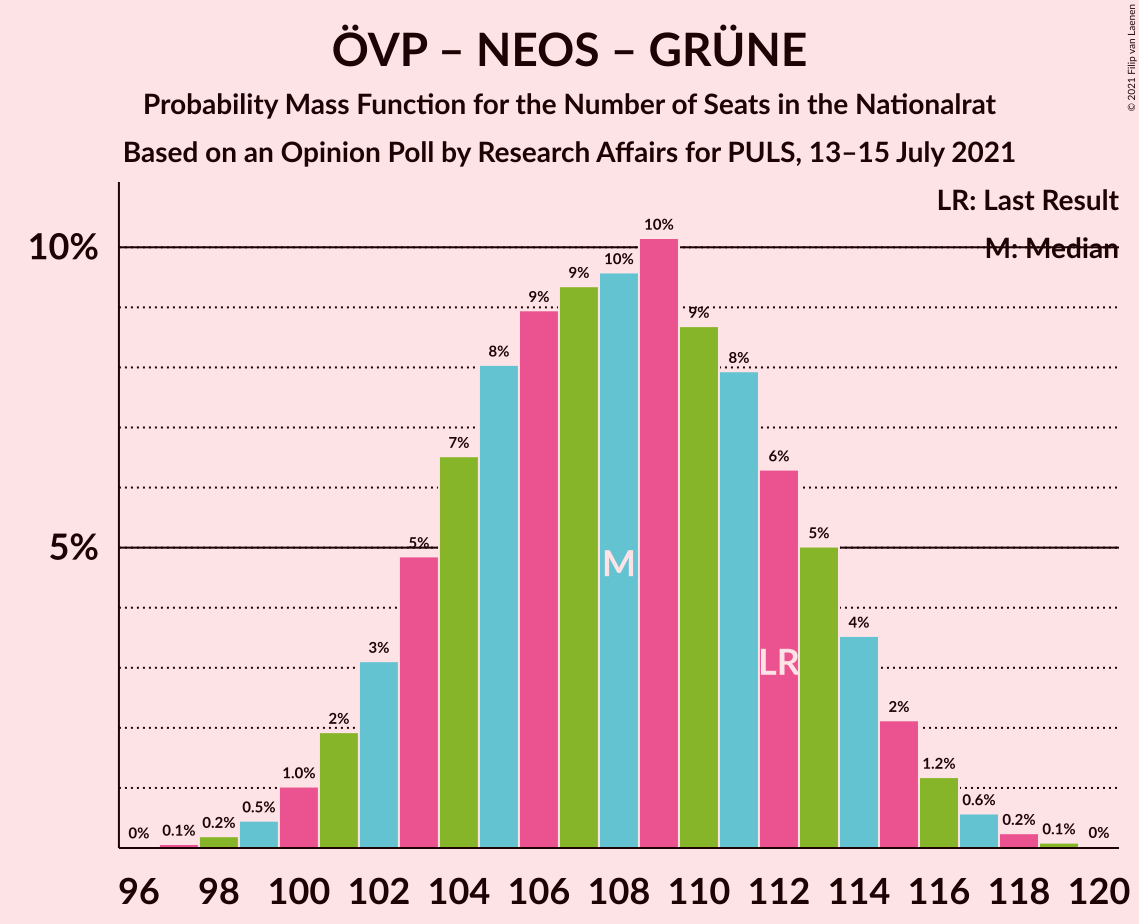 ÖVP – NEOS – GRÜNE
Probability Mass Function for the Number of Seats in the Nationalrat
Based on an Opinion Poll by Research Affairs for PULS, 13–15 July 2021
© 2021 Filip van Laenen
LR: Last Result
M: Median
10%
5%
0% 0.1% 0.2% 0.5% 1.0% 2% 3% 5% 7% 8% 9% 9% 10% 10% 9% 8% 6% 5% 4% 2% 1.2% 0.6% 0.2% 0.1% 0%
M
LR
96 98 100 102 104 106 108 110 112 114 116 118 120